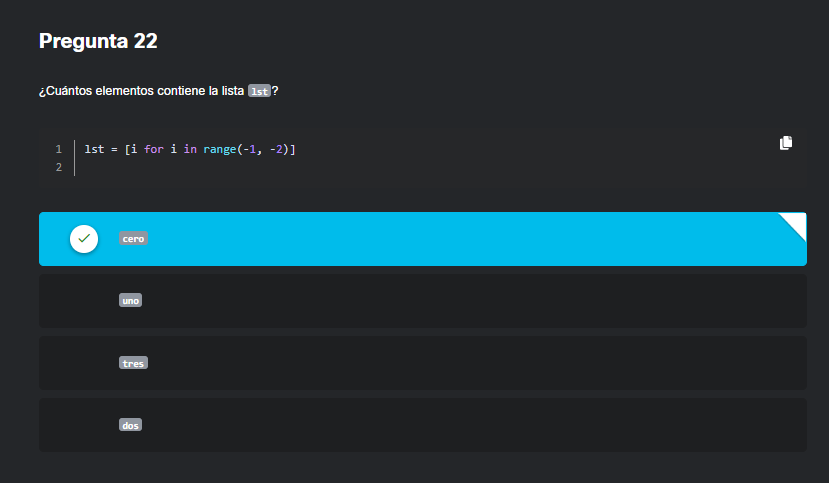 Pregunta 22
¿Cuántos elementos contiene la lista lst?
1 lst = [i for i in range(-1, -2)]
2
cero
uno
tres
dos